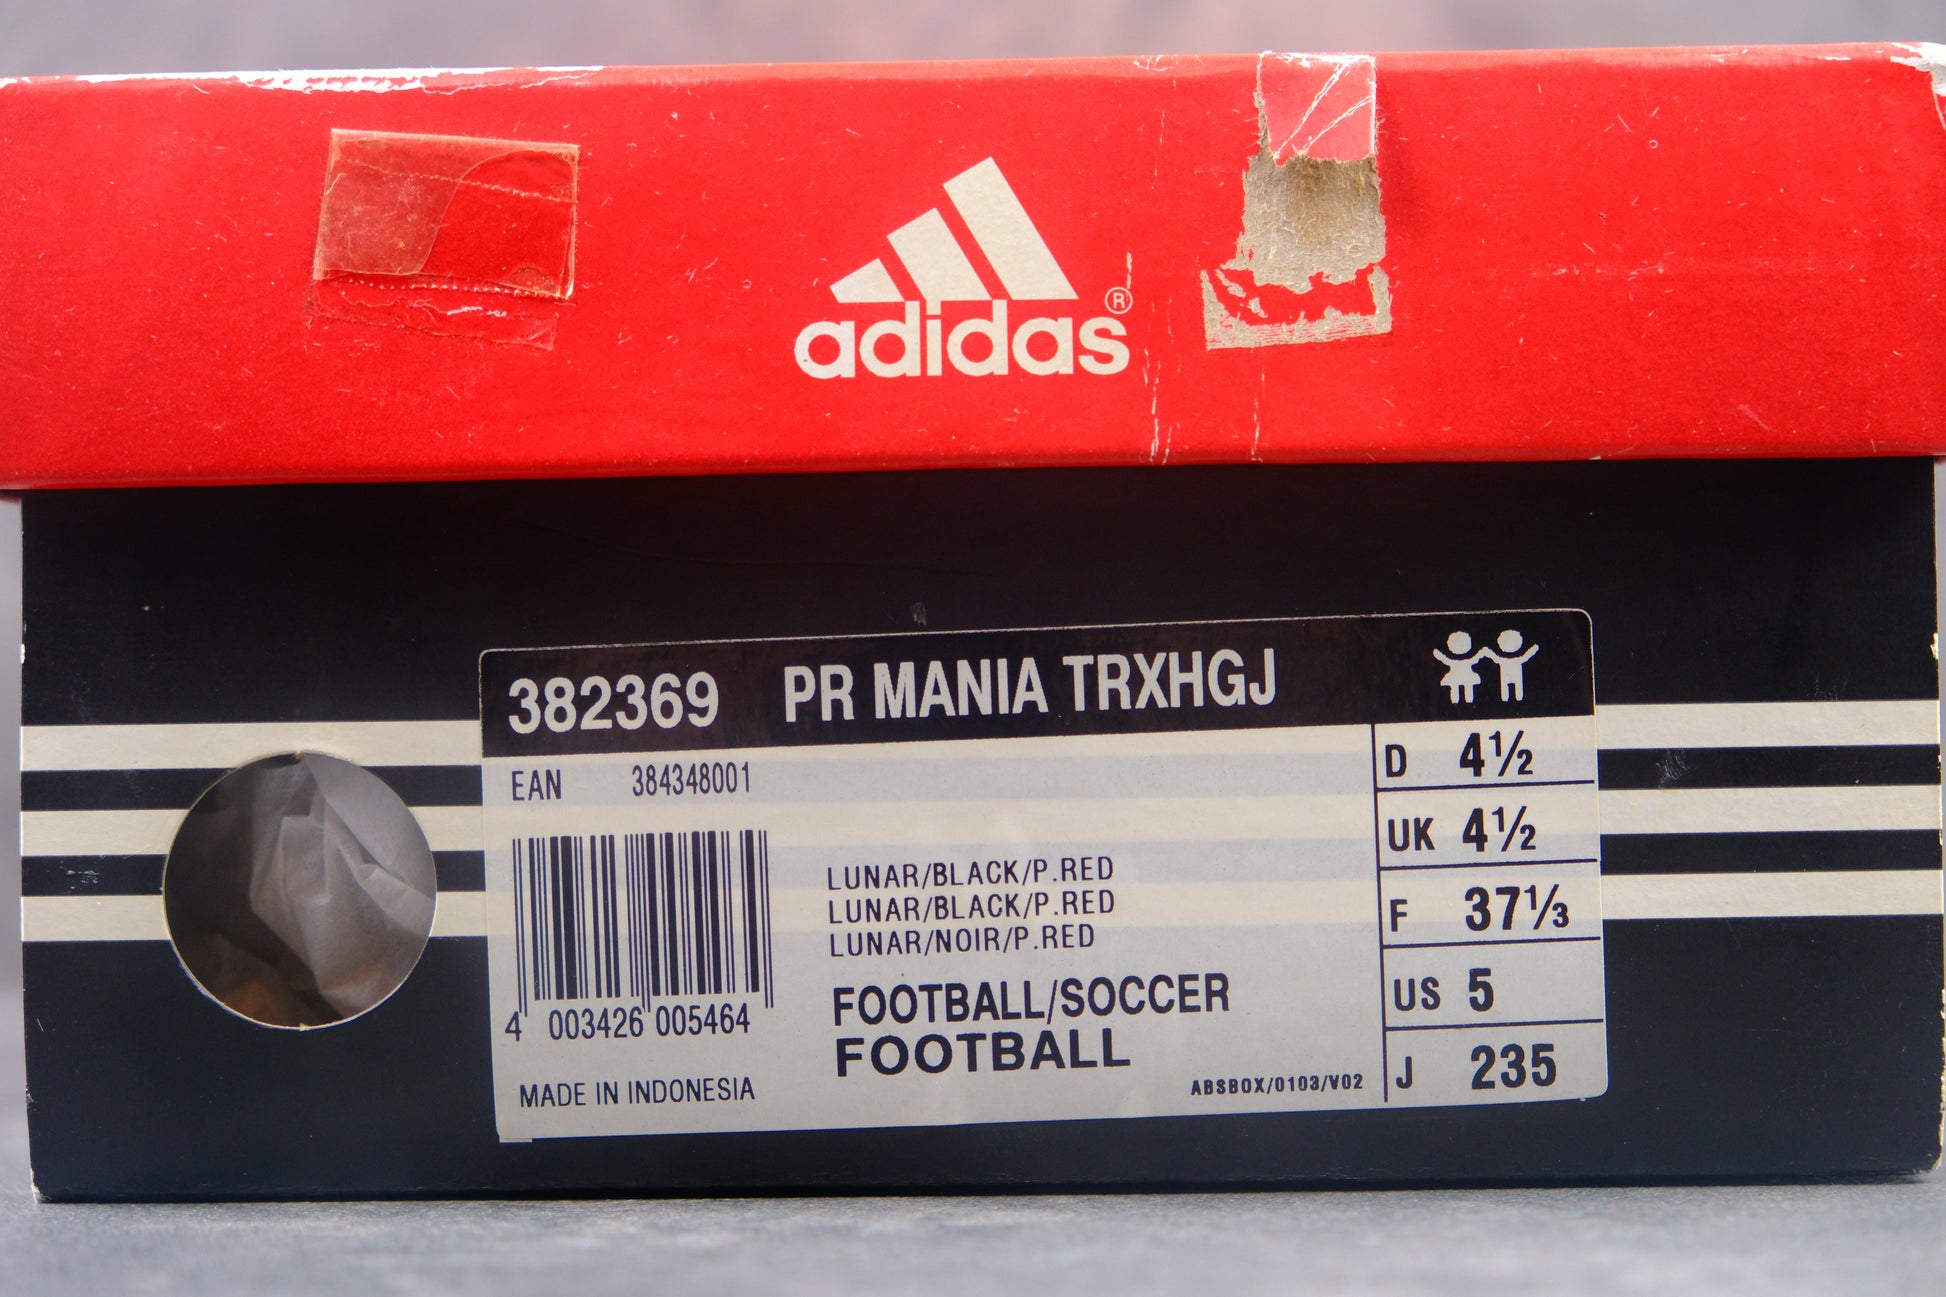 adidas®
382369 PR MANIA TRXHGJ
EAN 384348001
4 003426 005464
MADE IN INDONESIA
LUNAR/BLACK/P.RED
LUNAR/BLACK/P.RED
LUNAR/NOIR/P.RED
FOOTBALL/SOCCER
FOOTBALL
ABSBOX/0103/V02
D 4½
UK 4½
F 37⅓
US 5
J 235